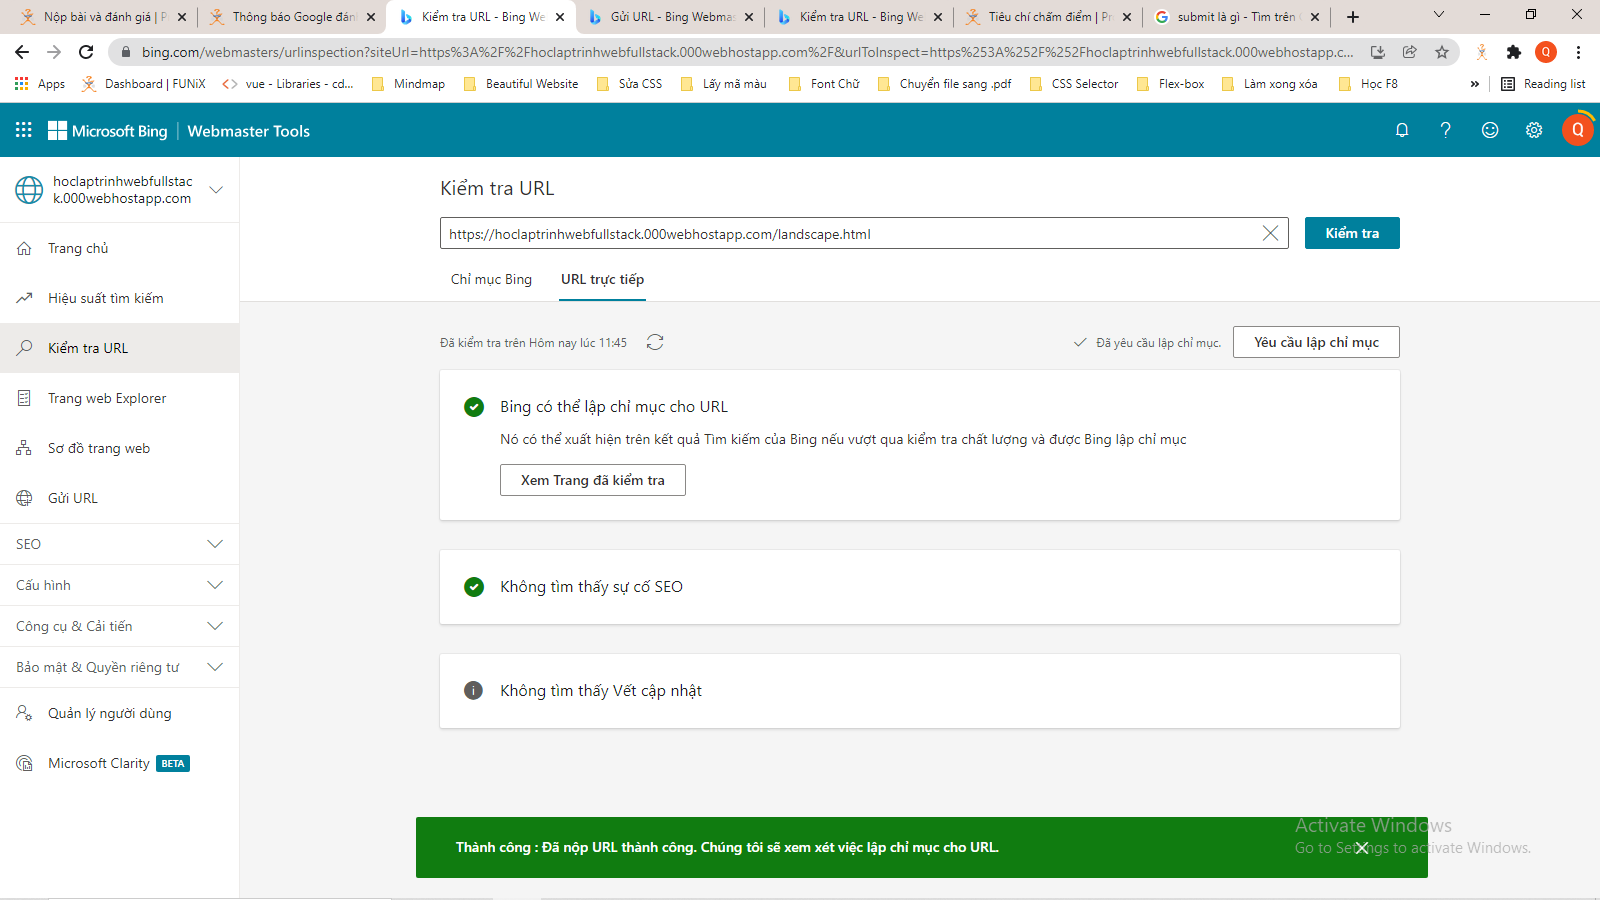 Nộp bài và đánh giá | P
Thông báo Google đán
Kiểm tra URL - Bing We
Gửi URL - Bing Webmas
Kiểm tra URL - Bing We
Tiêu chí chấm điểm | Pr
submit là gì - Tìm trên
bing.com/webmasters/urlinspection?siteUrl=https%3A%2F%2Fhoclaptrinhwebfullstack.000webhostapp.com%2F&urlToInspect=https%253A%252F%252Fhoclaptrinhwebfullstack.000webhostapp.c...
Q
Apps
Dashboard | FUNiX
vue - Libraries - cd...
Mindmap
Beautiful Website
Sửa CSS
Lấy mã màu
Font Chữ
Chuyển file sang .pdf
CSS Selector
Flex-box
Làm xong xóa
Học F8
»
Reading list
Microsoft Bing | Webmaster Tools
Q
hoclaptrinhwebfullstac
k.000webhostapp.com
Trang chủ
Hiệu suất tìm kiếm
Kiểm tra URL
Trang web Explorer
Sơ đồ trang web
Gửi URL
SEO
Cấu hình
Công cụ & Cải tiến
Bảo mật & Quyền riêng tư
Quản lý người dùng
Microsoft Clarity BETA
Kiểm tra URL
https://hoclaptrinhwebfullstack.000webhostapp.com/landscape.html
Kiểm tra
Chỉ mục Bing
URL trực tiếp
Đã kiểm tra trên Hôm nay lúc 11:45
Đã yêu cầu lập chỉ mục.
Yêu cầu lập chỉ mục
Bing có thể lập chỉ mục cho URL
Nó có thể xuất hiện trên kết quả Tìm kiếm của Bing nếu vượt qua kiểm tra chất lượng và được Bing lập chỉ mục
Xem Trang đã kiểm tra
Không tìm thấy sự cố SEO
Không tìm thấy Vết cập nhật
Thành công : Đã nộp URL thành công. Chúng tôi sẽ xem xét việc lập chỉ mục cho URL.
Activate Windows
Go to Settings to activate Windows.